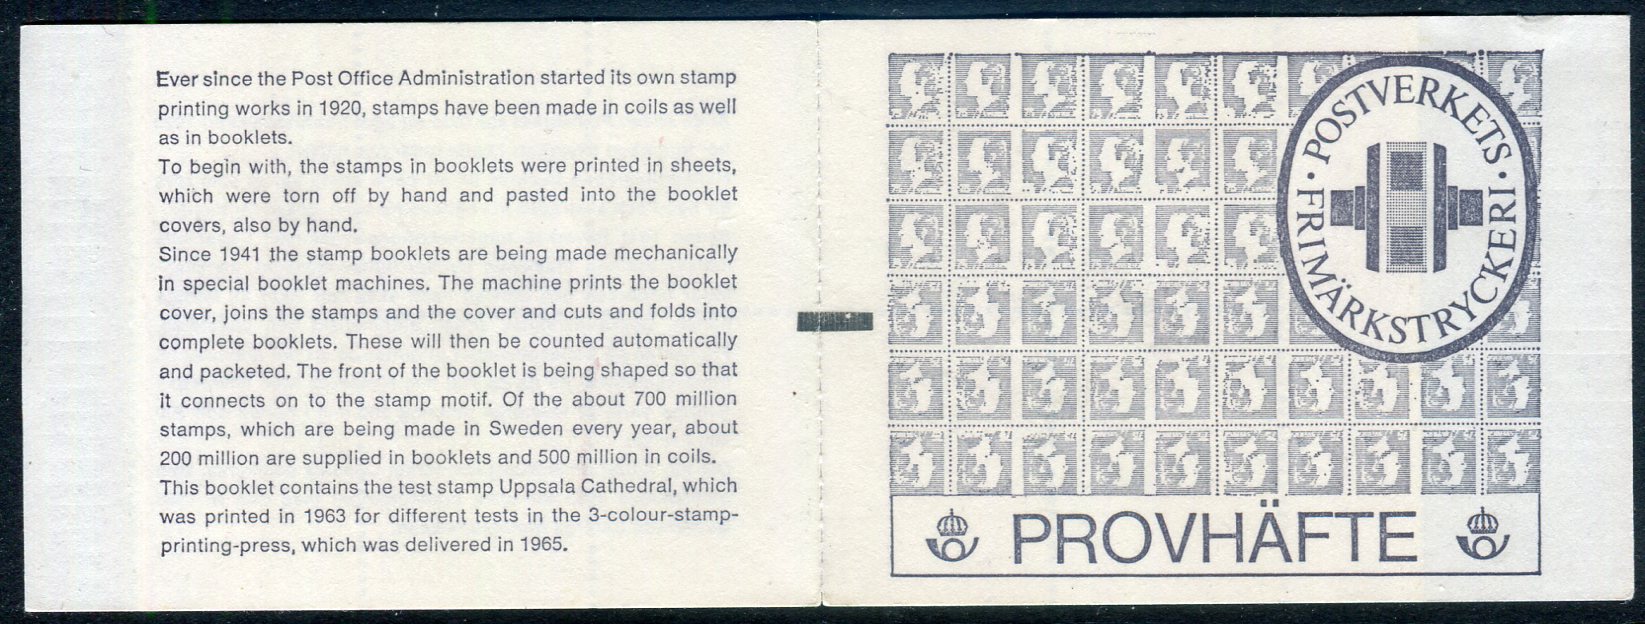 Ever since the Post Office Administration started its own stamp
printing works in 1920, stamps have been made in coils as well
as in booklets.
To begin with, the stamps in booklets were printed in sheets,
which were torn off by hand and pasted into the booklet
covers, also by hand.
Since 1941 the stamp booklets are being made mechanically
in special booklet machines. The machine prints the booklet
cover, joins the stamps and the cover and cuts and folds into
complete booklets. These will then be counted automatically
and packeted. The front of the booklet is being shaped so that
it connects on to the stamp motif. Of the about 700 million
stamps, which are being made in Sweden every year, about
200 million are supplied in booklets and 500 million in coils.
This booklet contains the test stamp Uppsala Cathedral, which
was printed in 1963 for different tests in the 3-colour-stamp-
printing-press, which was delivered in 1965.
POSTVERKETS · FRIMÄRKSTRYCKERI ·
PROVHÄFTE